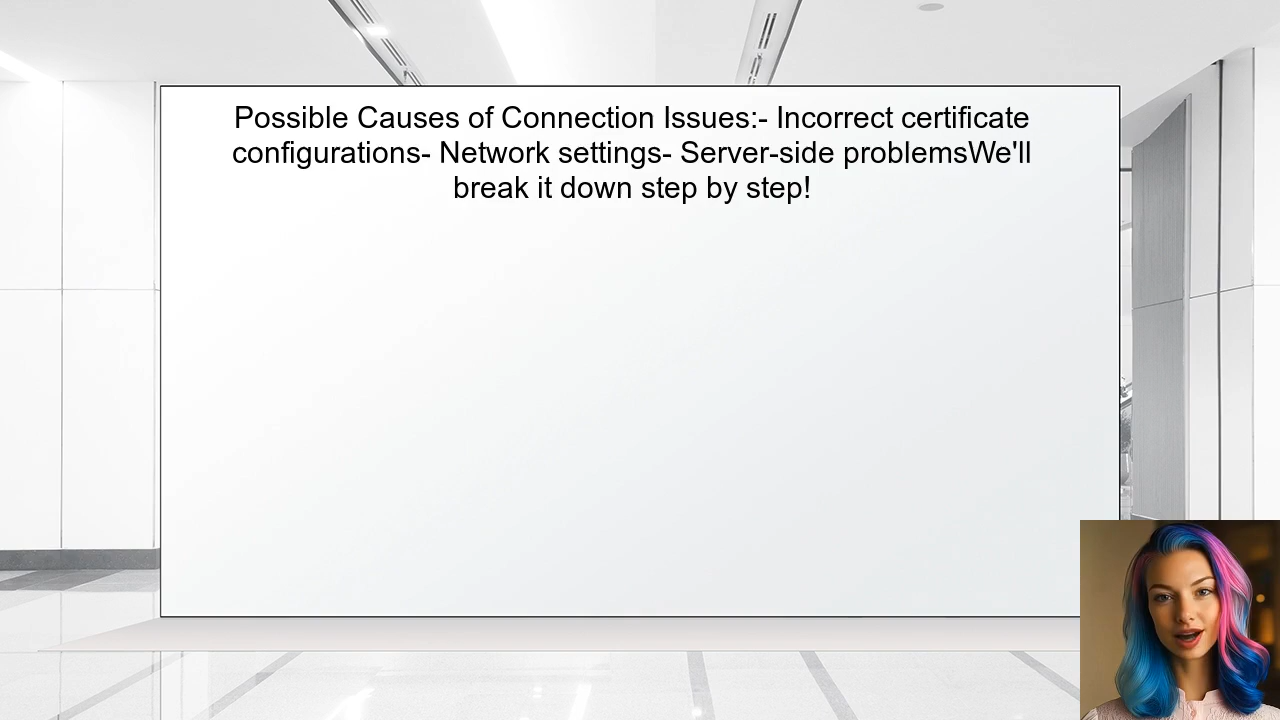 Possible Causes of Connection Issues:- Incorrect certificate
configurations- Network settings- Server-side problemsWe'll
break it down step by step!